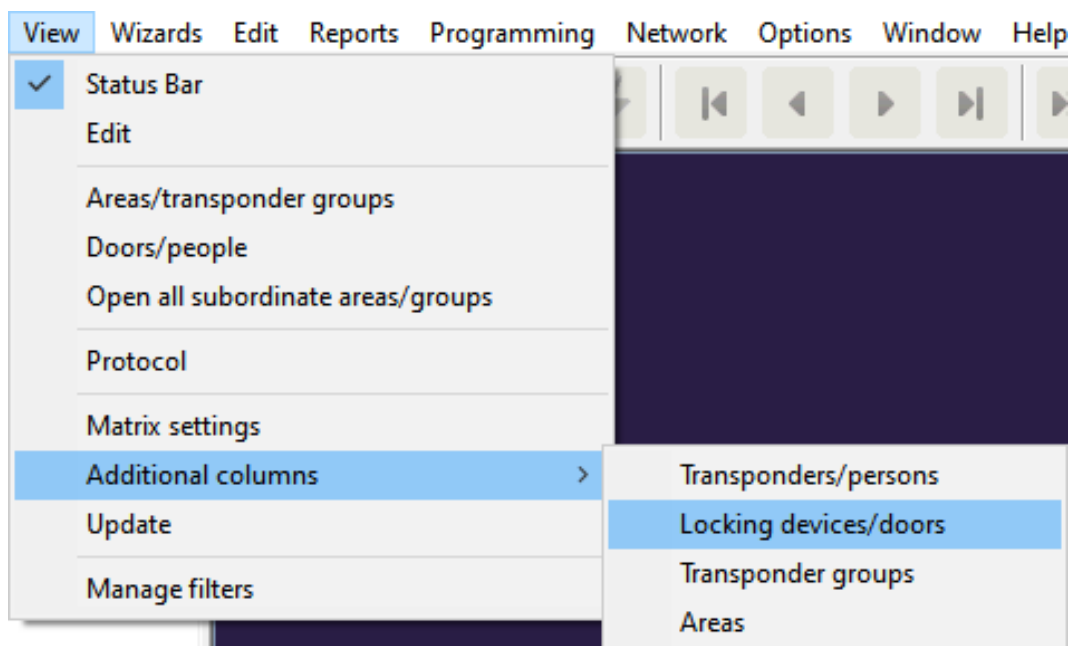 View Wizards Edit Reports Programming Network Options Window Help
Status Bar
Edit
Areas/transponder groups
Doors/people
Open all subordinate areas/groups
Protocol
Matrix settings
Additional columns
Update
Manage filters
Transponders/persons
Locking devices/doors
Transponder groups
Areas